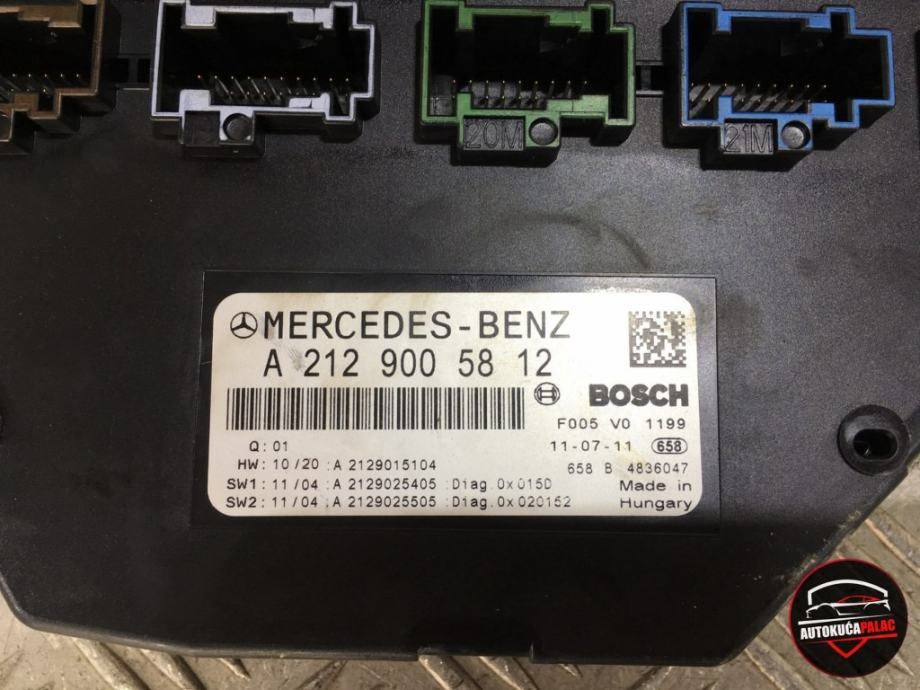 20M
21M
MERCEDES-BENZ
A 212 900 58 12
BOSCH
F005 V0 1199
Q: 01
11-07-11 658
HW: 10/20 :A 2129015104
658 B 4836047
SW1: 11/04 :A 2129025405 :Diag.0x015D
Made in
SW2: 11/04 :A 2129025505 :Diag.0x020152
Hungary
AUTOKUĆAPALAC